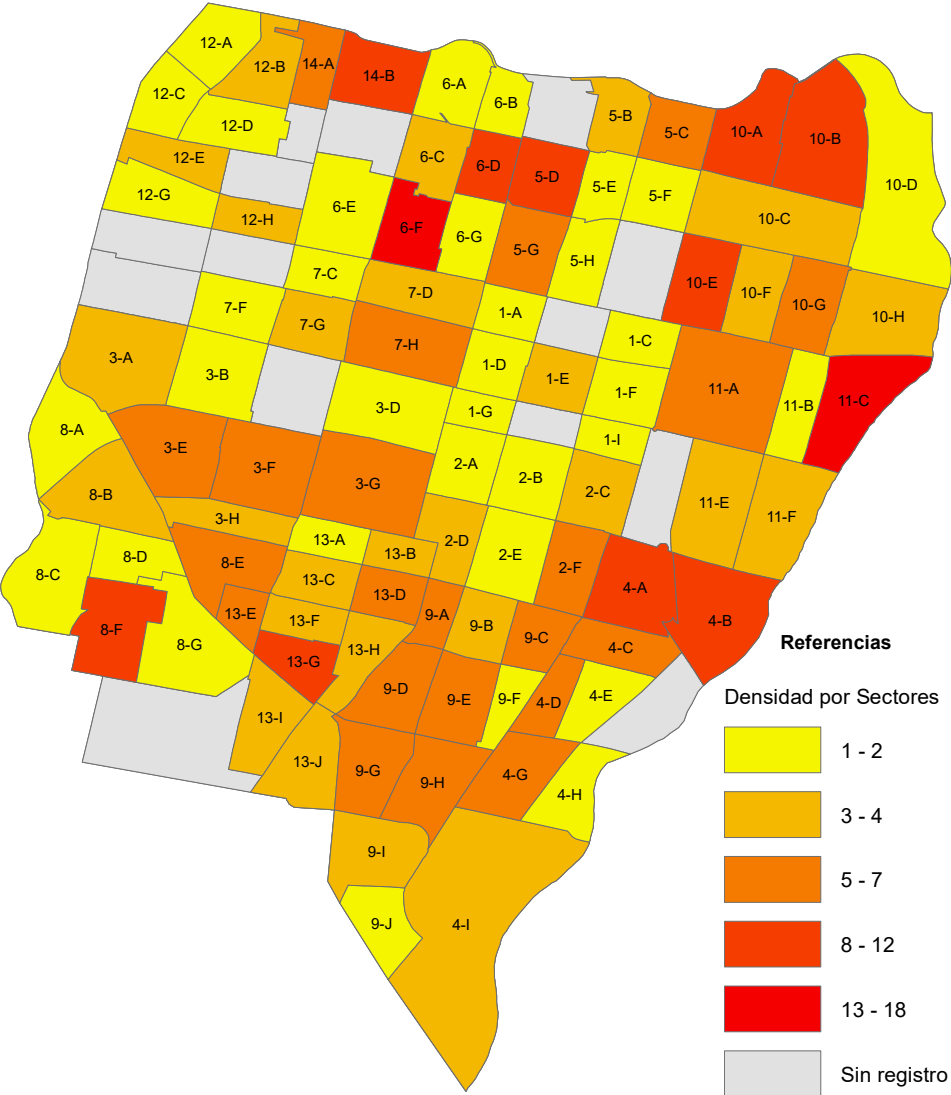 12-A
12-B
14-A
14-B
6-A
6-B
5-B
5-C
10-A
10-B
12-C
12-D
12-E
6-C
6-D
5-D
5-E
5-F
10-D
12-G
12-H
6-E
6-F
6-G
5-G
5-H
10-C
7-C
7-D
10-E
10-F
10-G
10-H
7-F
7-G
7-H
1-A
1-C
3-A
3-B
1-D
1-E
1-F
11-A
11-B
11-C
3-D
1-G
1-I
8-A
3-E
3-F
3-G
2-A
2-B
2-C
11-E
11-F
8-B
3-H
13-A
13-B
2-D
2-E
2-F
8-C
8-D
8-E
13-C
13-D
4-A
4-B
8-F
8-G
13-E
13-F
13-G
13-H
9-A
9-B
9-C
4-C
9-D
9-E
9-F
4-D
4-E
13-I
13-J
9-G
9-H
4-G
4-H
9-I
9-J
4-I
Referencias
Densidad por Sectores
1 - 2
3 - 4
5 - 7
8 - 12
13 - 18
Sin registro